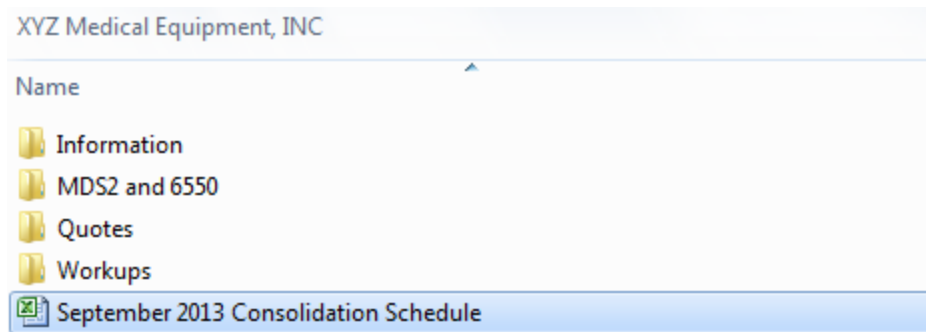 XYZ Medical Equipment, INC
Name
Information
MDS2 and 6550
Quotes
Workups
September 2013 Consolidation Schedule